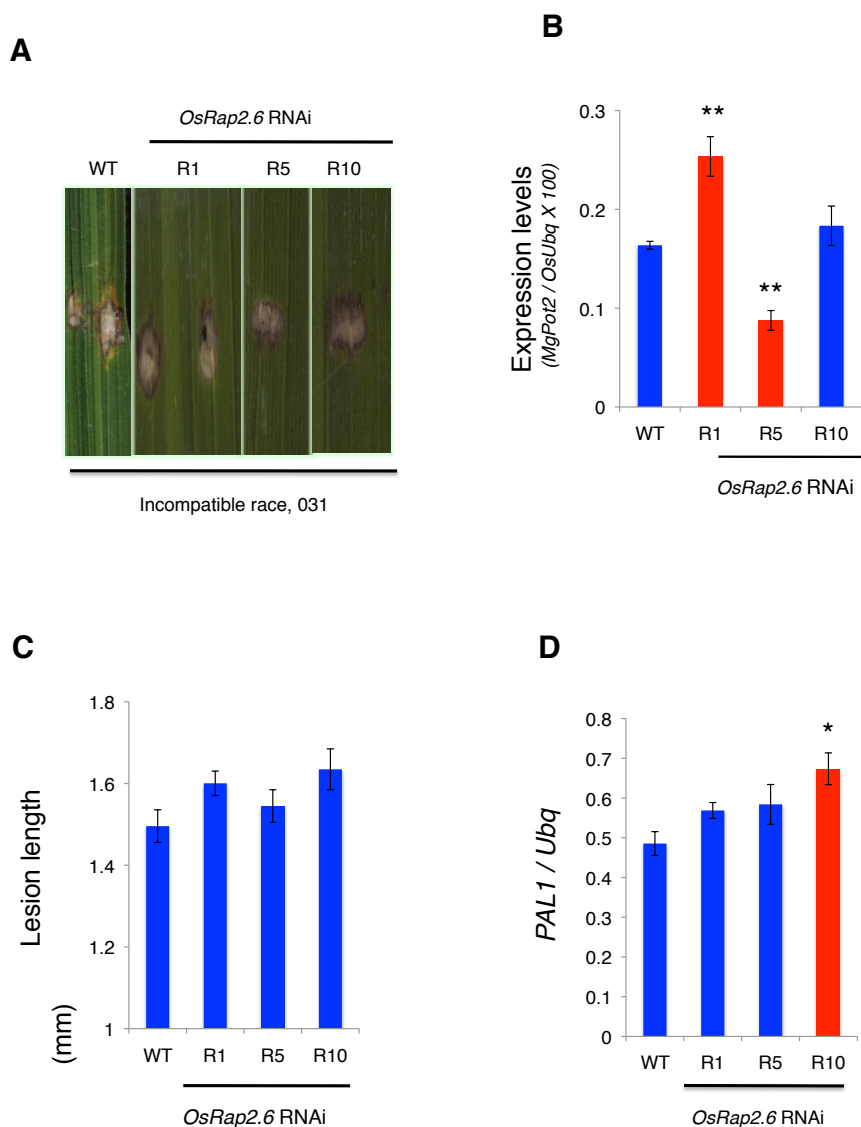 A
OsRap2.6 RNAi
WT R1 R5 R10
Incompatible race, 031
B
Expression levels
(MgPot2 / OsUbq X 100)
0.3
0.2
0.1
0
** **
WT R1 R5 R10
OsRap2.6 RNAi
C
Lesion length
(mm)
1.8
1.6
1.4
1.2
1
WT R1 R5 R10
OsRap2.6 RNAi
D
PAL1 / Ubq
0.8
0.7
0.6
0.5
0.4
0.3
0.2
0.1
0
*
WT R1 R5 R10
OsRap2.6 RNAi